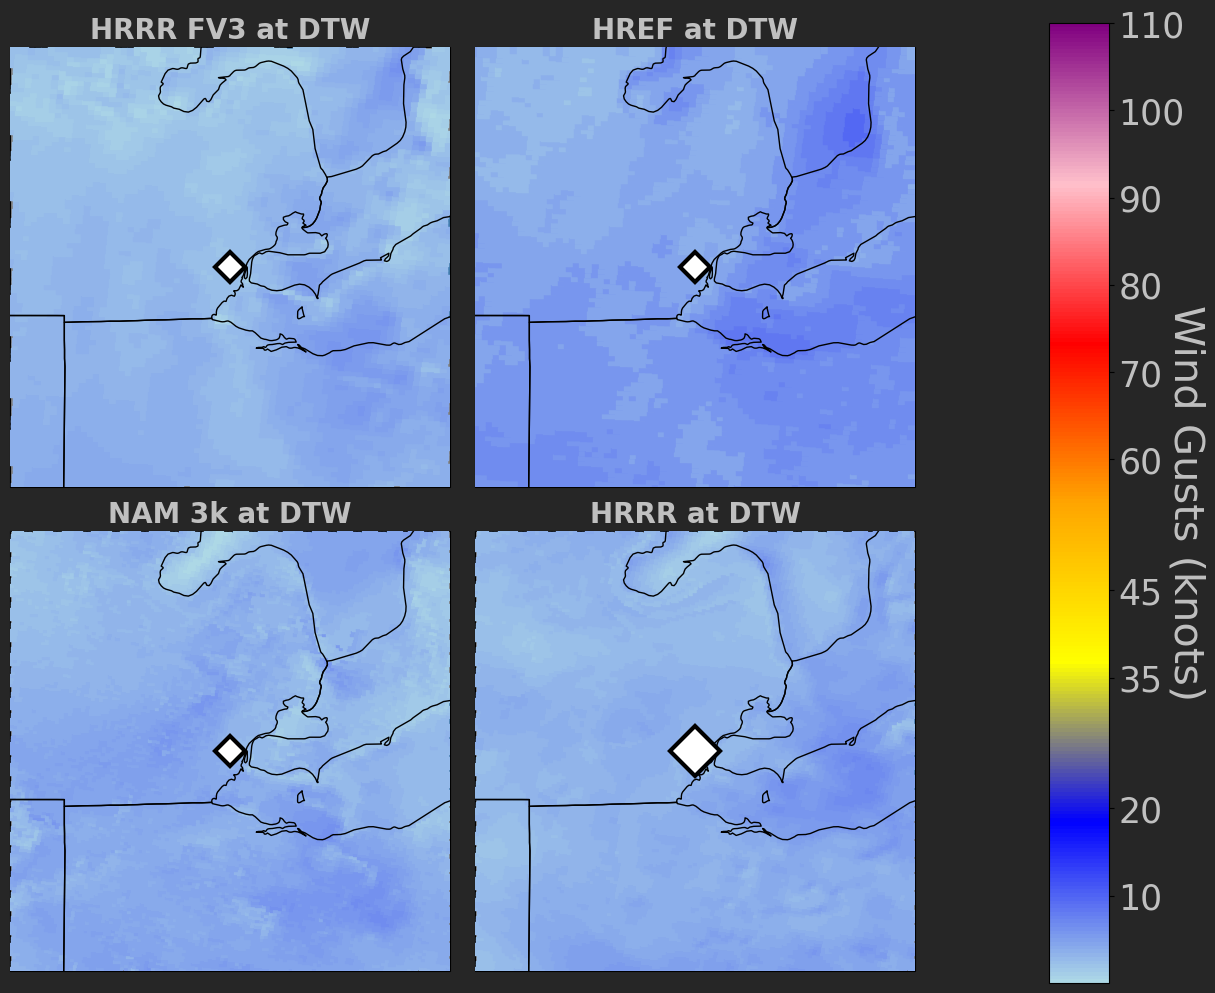 HRRR FV3 at DTW
HREF at DTW
NAM 3k at DTW
HRRR at DTW
110
100
90
80
70
60
45
35
20
10
Wind Gusts (knots)